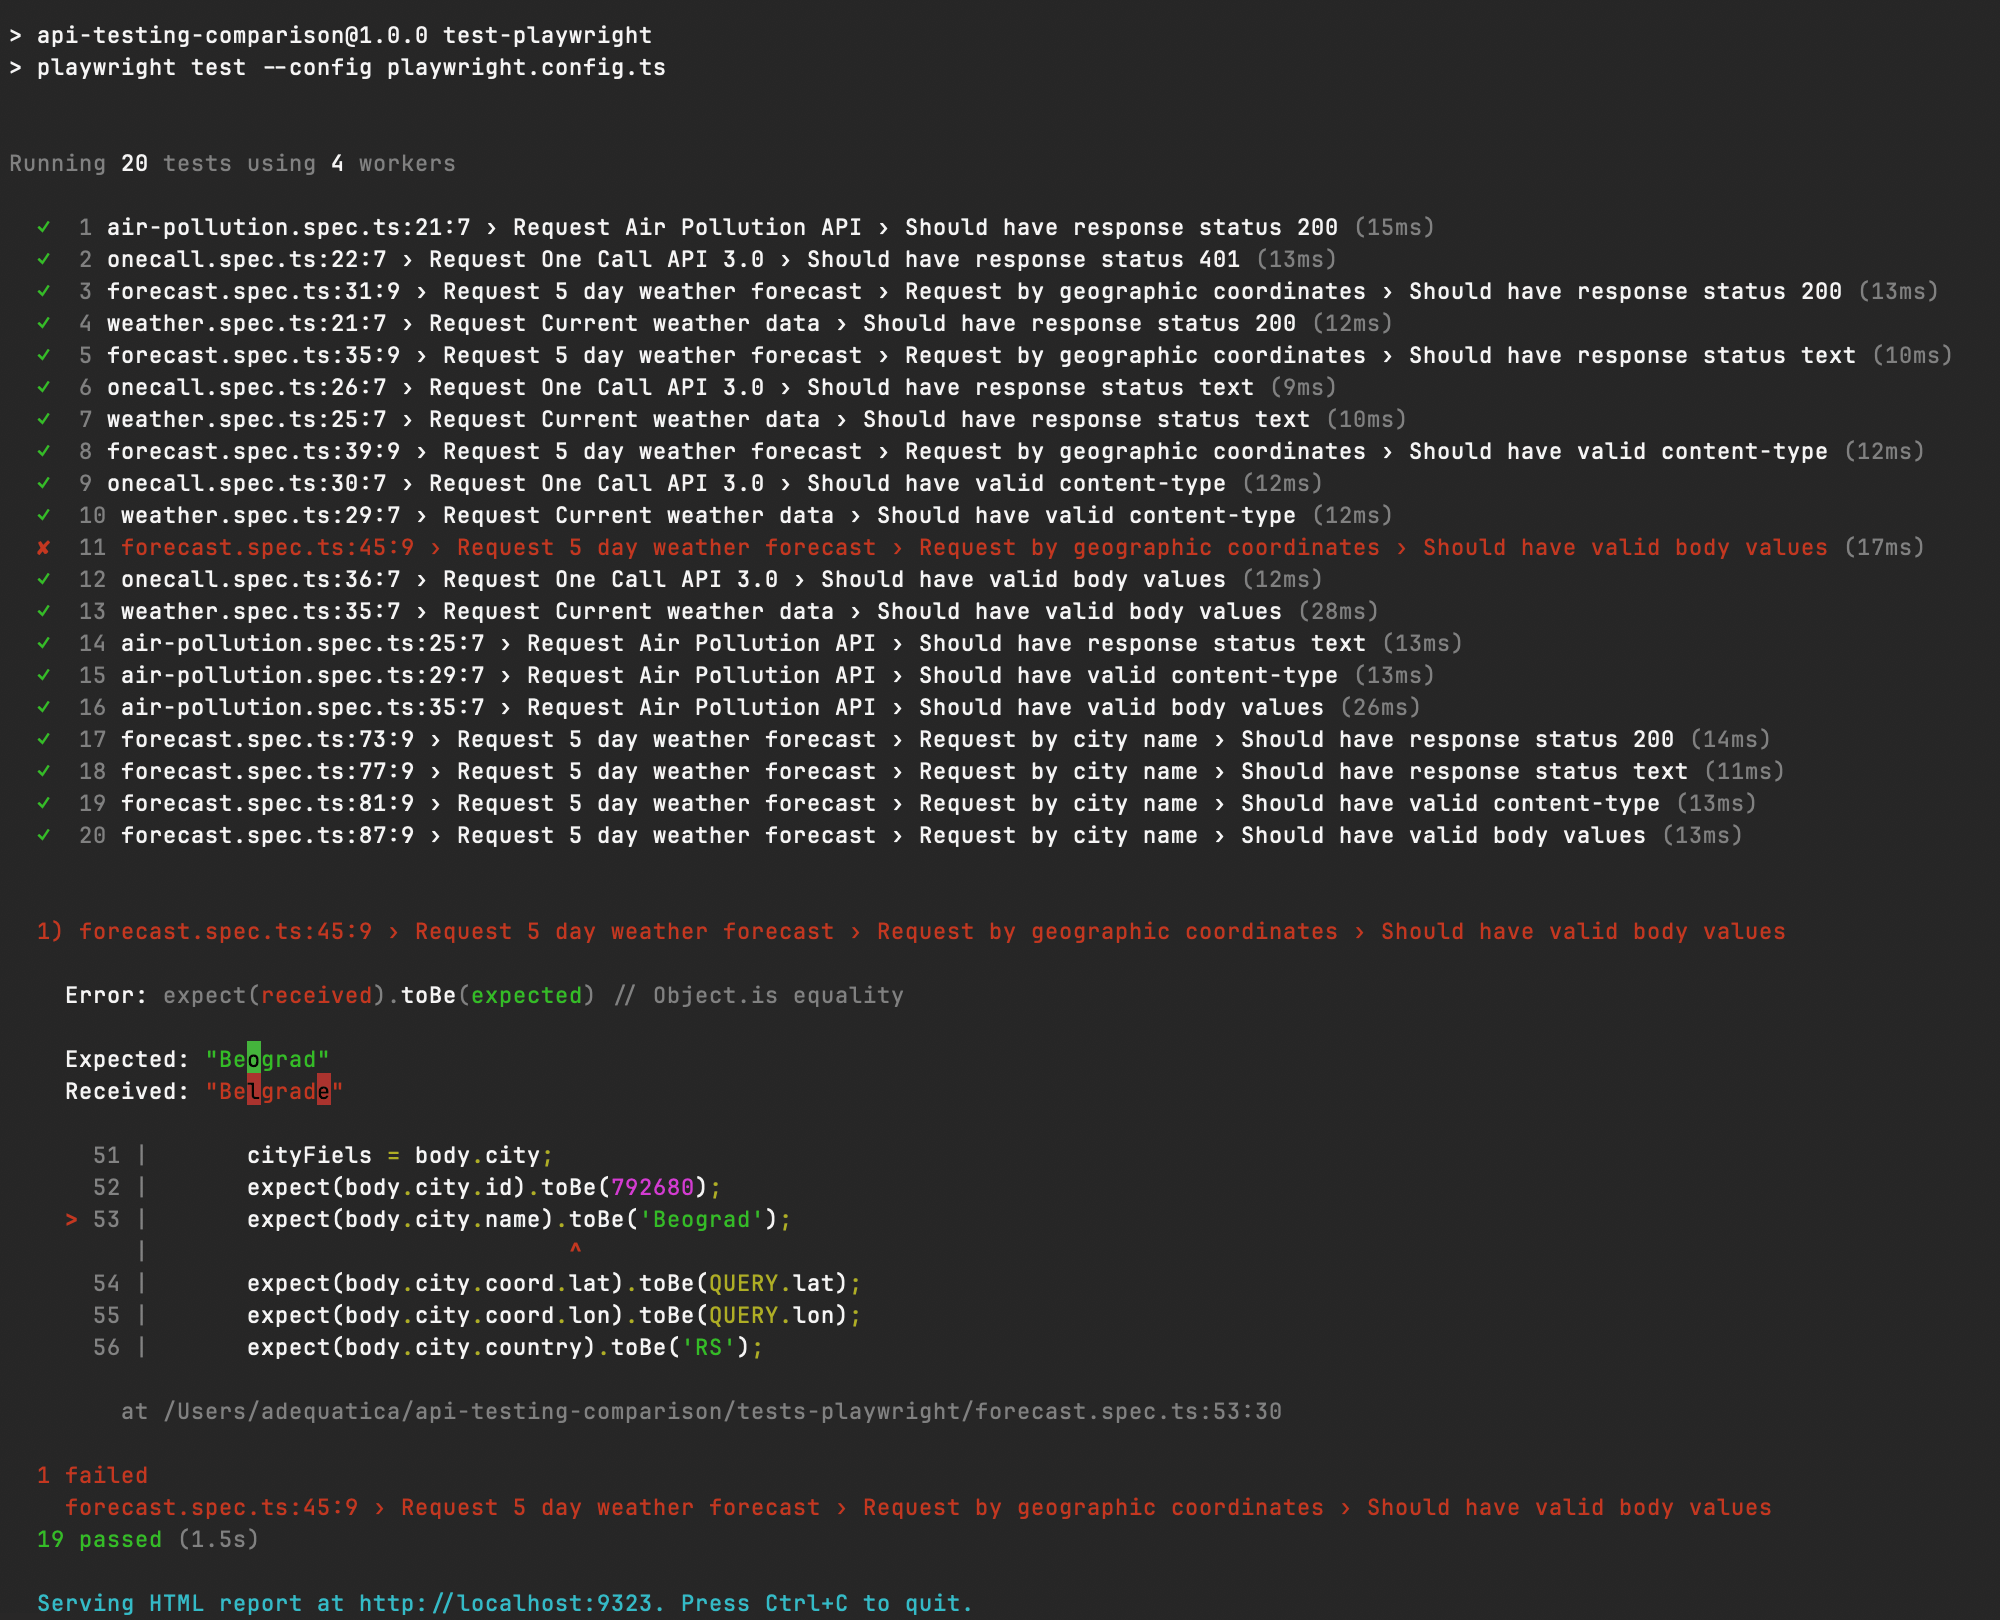 > api-testing-comparison@1.0.0 test-playwright
> playwright test --config playwright.config.ts
Running 20 tests using 4 workers
✓ 1 air-pollution.spec.ts:21:7 › Request Air Pollution API › Should have response status 200 (15ms)
✓ 2 onecall.spec.ts:22:7 › Request One Call API 3.0 › Should have response status 401 (13ms)
✓ 3 forecast.spec.ts:31:9 › Request 5 day weather forecast › Request by geographic coordinates › Should have response status 200 (13ms)
✓ 4 weather.spec.ts:21:7 › Request Current weather data › Should have response status 200 (12ms)
✓ 5 forecast.spec.ts:35:9 › Request 5 day weather forecast › Request by geographic coordinates › Should have response status text (10ms)
✓ 6 onecall.spec.ts:26:7 › Request One Call API 3.0 › Should have response status text (9ms)
✓ 7 weather.spec.ts:25:7 › Request Current weather data › Should have response status text (10ms)
✓ 8 forecast.spec.ts:39:9 › Request 5 day weather forecast › Request by geographic coordinates › Should have valid content-type (12ms)
✓ 9 onecall.spec.ts:30:7 › Request One Call API 3.0 › Should have valid content-type (12ms)
✓ 10 weather.spec.ts:29:7 › Request Current weather data › Should have valid content-type (12ms)
✘ 11 forecast.spec.ts:45:9 › Request 5 day weather forecast › Request by geographic coordinates › Should have valid body values (17ms)
✓ 12 onecall.spec.ts:36:7 › Request One Call API 3.0 › Should have valid body values (12ms)
✓ 13 weather.spec.ts:35:7 › Request Current weather data › Should have valid body values (28ms)
✓ 14 air-pollution.spec.ts:25:7 › Request Air Pollution API › Should have response status text (13ms)
✓ 15 air-pollution.spec.ts:29:7 › Request Air Pollution API › Should have valid content-type (13ms)
✓ 16 air-pollution.spec.ts:35:7 › Request Air Pollution API › Should have valid body values (26ms)
✓ 17 forecast.spec.ts:73:9 › Request 5 day weather forecast › Request by city name › Should have response status 200 (14ms)
✓ 18 forecast.spec.ts:77:9 › Request 5 day weather forecast › Request by city name › Should have response status text (11ms)
✓ 19 forecast.spec.ts:81:9 › Request 5 day weather forecast › Request by city name › Should have valid content-type (13ms)
✓ 20 forecast.spec.ts:87:9 › Request 5 day weather forecast › Request by city name › Should have valid body values (13ms)
1) forecast.spec.ts:45:9 › Request 5 day weather forecast › Request by geographic coordinates › Should have valid body values
Error: expect(received).toBe(expected) // Object.is equality
Expected: "Beograd"
Received: "Belgrade"
51 | cityFiels = body.city;
52 | expect(body.city.id).toBe(792680);
> 53 | expect(body.city.name).toBe('Beograd');
| ^
54 | expect(body.city.coord.lat).toBe(QUERY.lat);
55 | expect(body.city.coord.lon).toBe(QUERY.lon);
56 | expect(body.city.country).toBe('RS');
at /Users/adequatica/api-testing-comparison/tests-playwright/forecast.spec.ts:53:30
1 failed
forecast.spec.ts:45:9 › Request 5 day weather forecast › Request by geographic coordinates › Should have valid body values
19 passed (1.5s)
Serving HTML report at http://localhost:9323. Press Ctrl+C to quit.